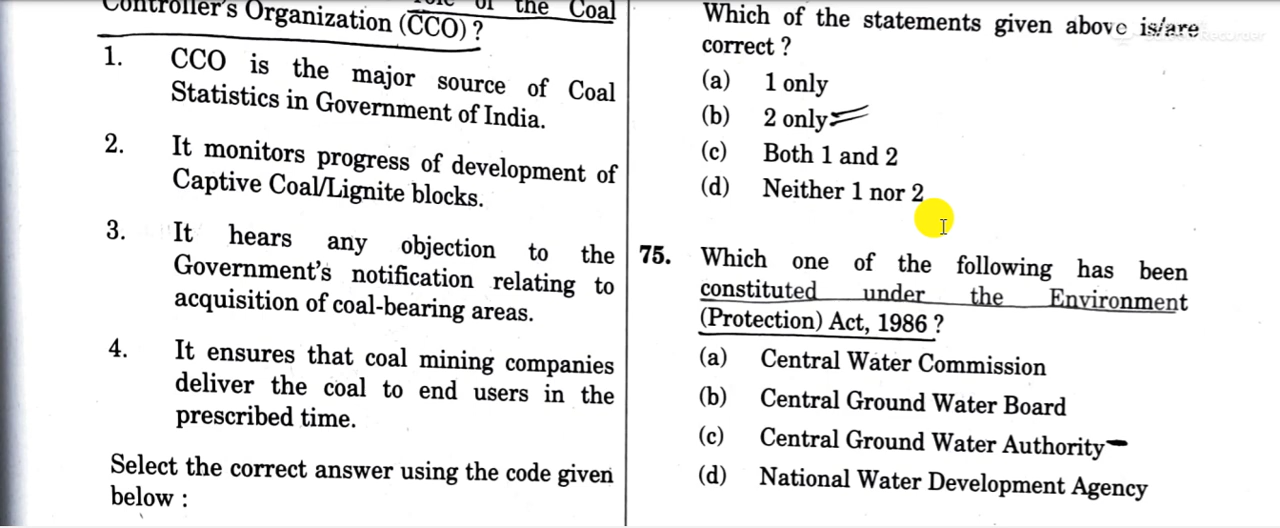 the Coal
Controller's Organization (CCO) ?
1. CCO is the major source of Coal
Statistics in Government of India.
2. It monitors progress of development of
Captive Coal/Lignite blocks.
3. It hears any objection to the
Government's notification relating to
acquisition of coal-bearing areas.
4. It ensures that coal mining companies
deliver the coal to end users in the
prescribed time.
Select the correct answer using the code given
below :
Which of the statements given above is/are
correct ?
(a) 1 only
(b) 2 only
(c) Both 1 and 2
(d) Neither 1 nor 2
75. Which one of the following has been
constituted under the Environment
(Protection) Act, 1986 ?
(a) Central Water Commission
(b) Central Ground Water Board
(c) Central Ground Water Authority
(d) National Water Development Agency